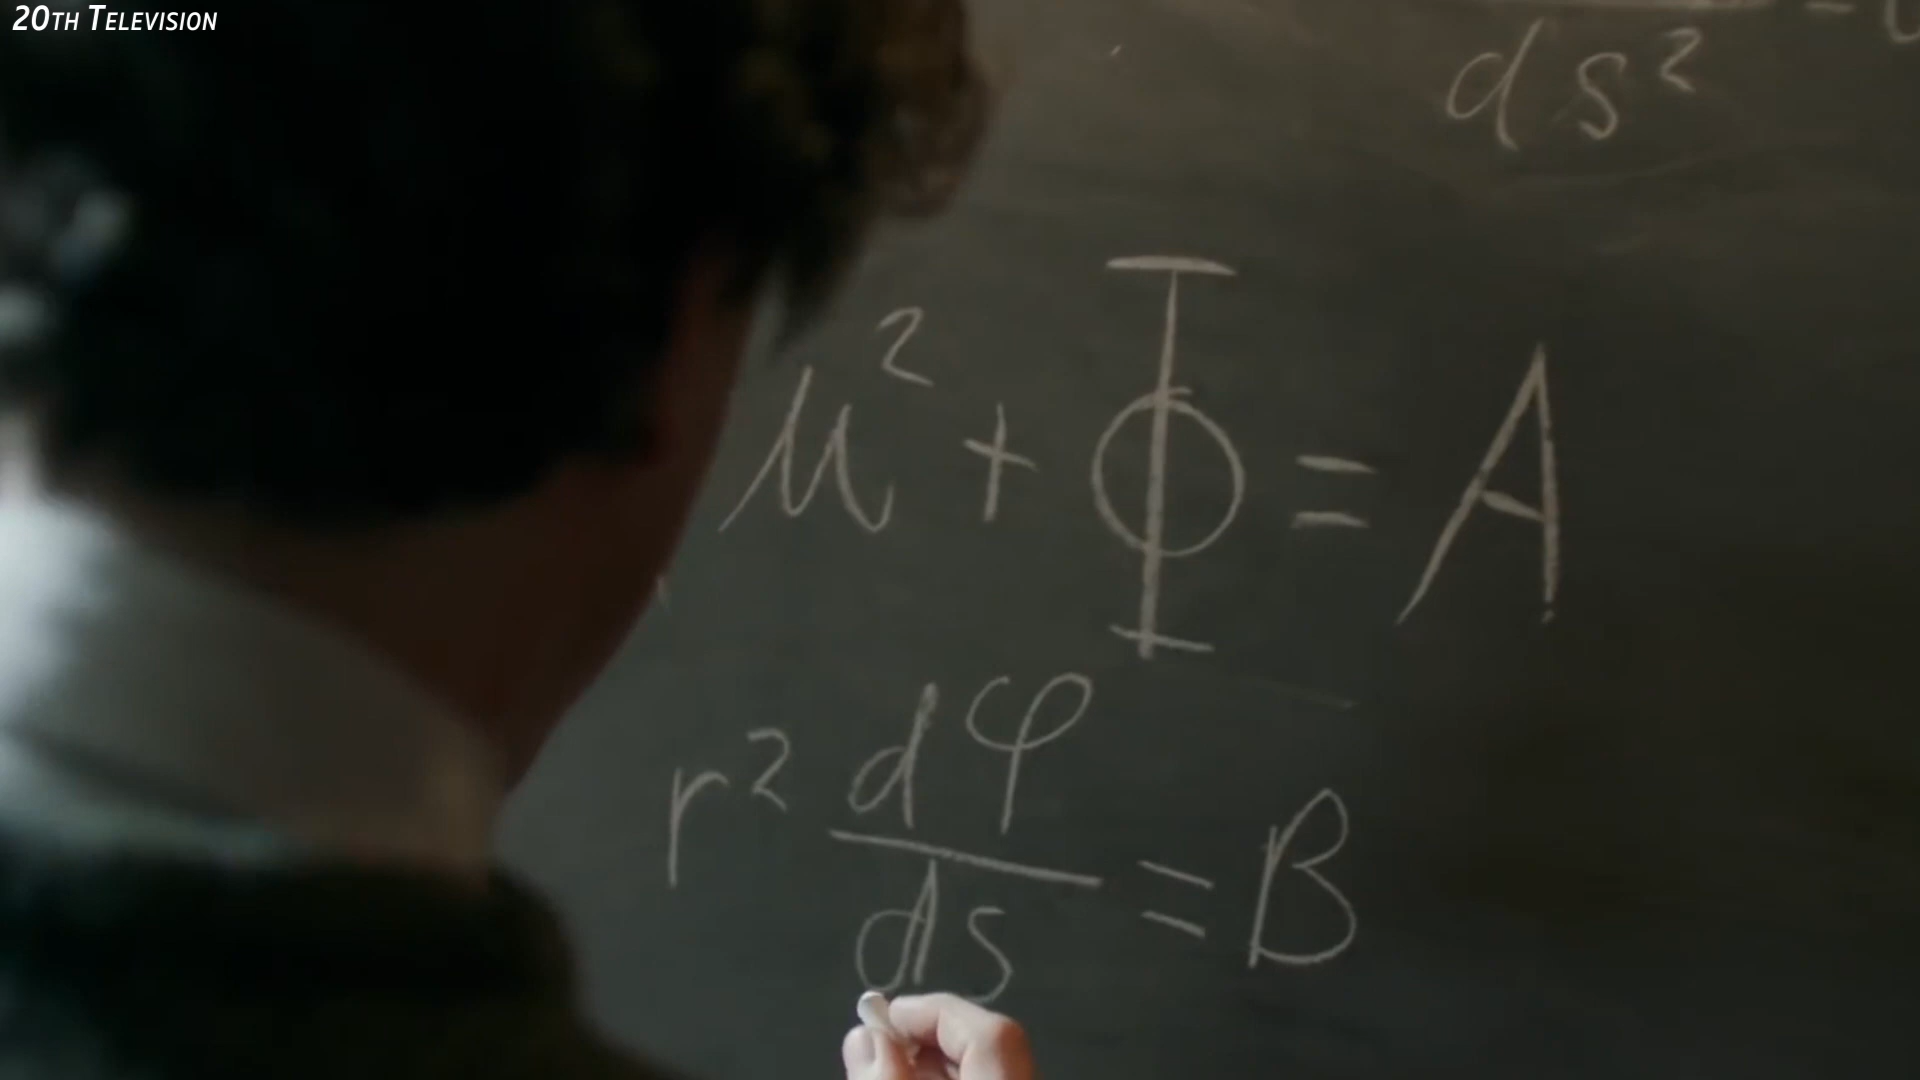 20TH TELEVISION
ds²
u² + Φ = A
r² dφ/ds = B